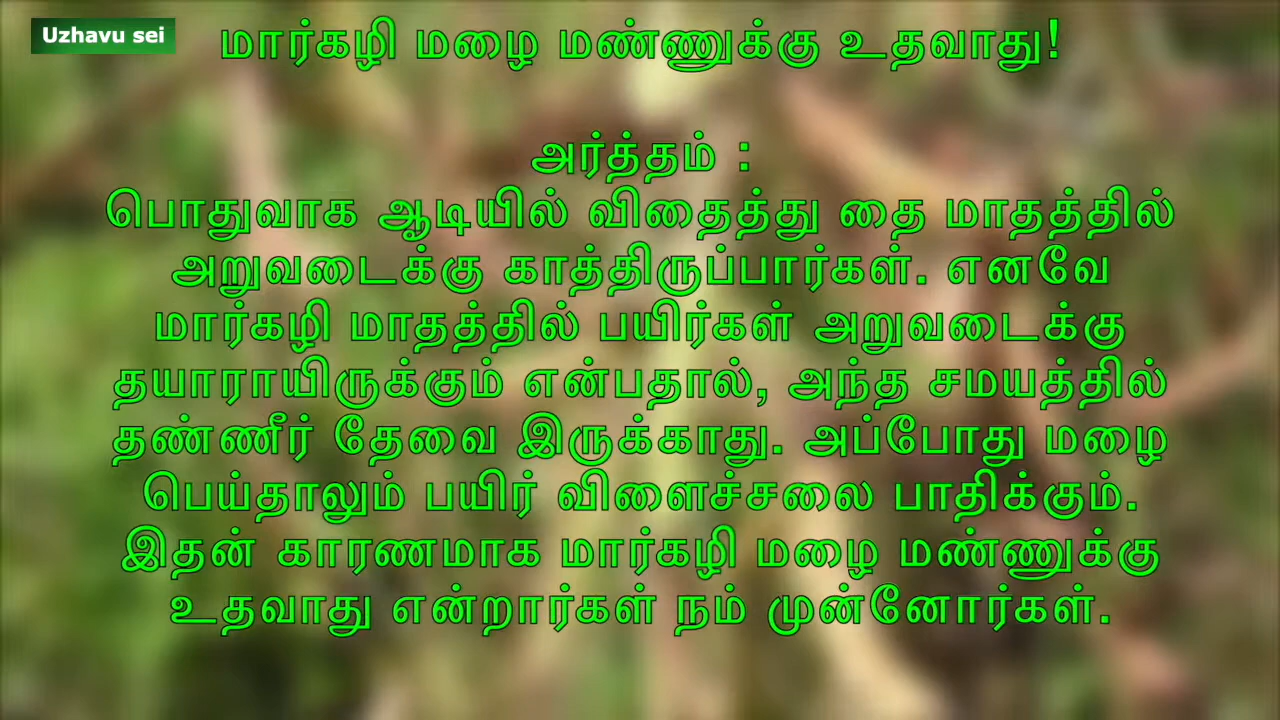 Uzhavu sei
மார்கழி மழை மண்ணுக்கு உதவாது!
அர்த்தம் :
பொதுவாக ஆடியில் விதைத்து தை மாதத்தில்
அறுவடைக்கு காத்திருப்பார்கள். எனவே
மார்கழி மாதத்தில் பயிர்கள் அறுவடைக்கு
தயாராயிருக்கும் என்பதால், அந்த சமயத்தில்
தண்ணீர் தேவை இருக்காது. அப்போது மழை
பெய்தாலும் பயிர் விளைச்சலை பாதிக்கும்.
இதன் காரணமாக மார்கழி மழை மண்ணுக்கு
உதவாது என்றார்கள் நம் முன்னோர்கள்.